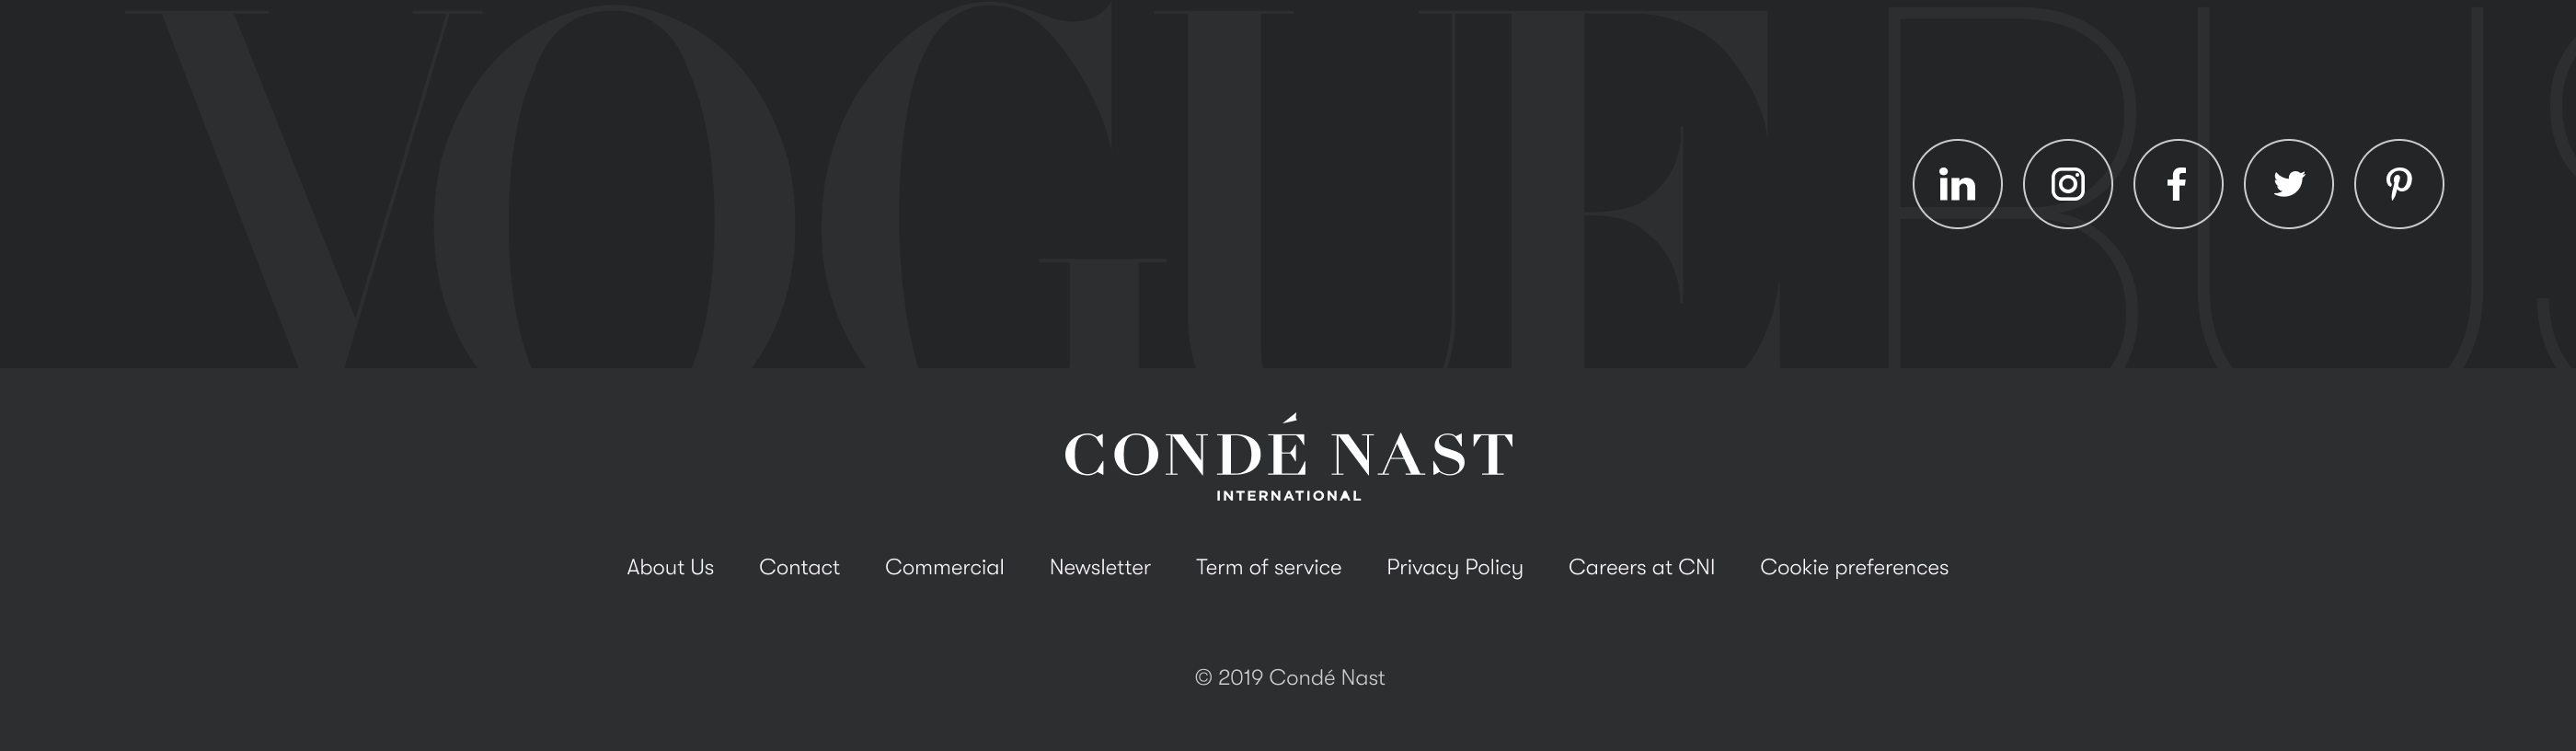 VOGUE BUS
CONDÉ NAST
INTERNATIONAL
About Us Contact Commercial Newsletter Term of service Privacy Policy Careers at CNI Cookie preferences
© 2019 Condé Nast